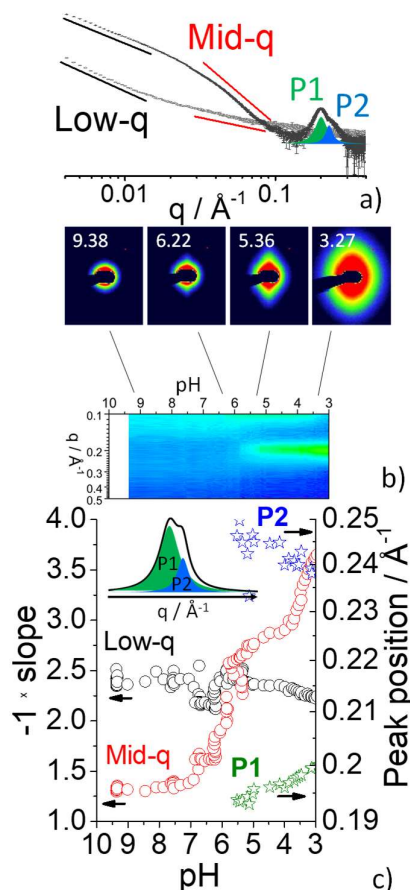 Mid-q
P1
P2
Low-q
0.01
0.1
q / Å⁻¹
a)
9.38
6.22
5.36
3.27
pH
10 9 8 7 6 5 4 3
0.1
0.2
0.3
0.4
0.5
q / Å⁻¹
b)
4.0
3.5
3.0
2.5
2.0
1.5
1.0
-1 * slope
P1
P2
q / Å⁻¹
P2
Low-q
Mid-q
P1
0.25
0.24
0.23
0.22
0.21
0.20
0.19
Peak position / Å⁻¹
10 9 8 7 6 5 4 3
pH
c)